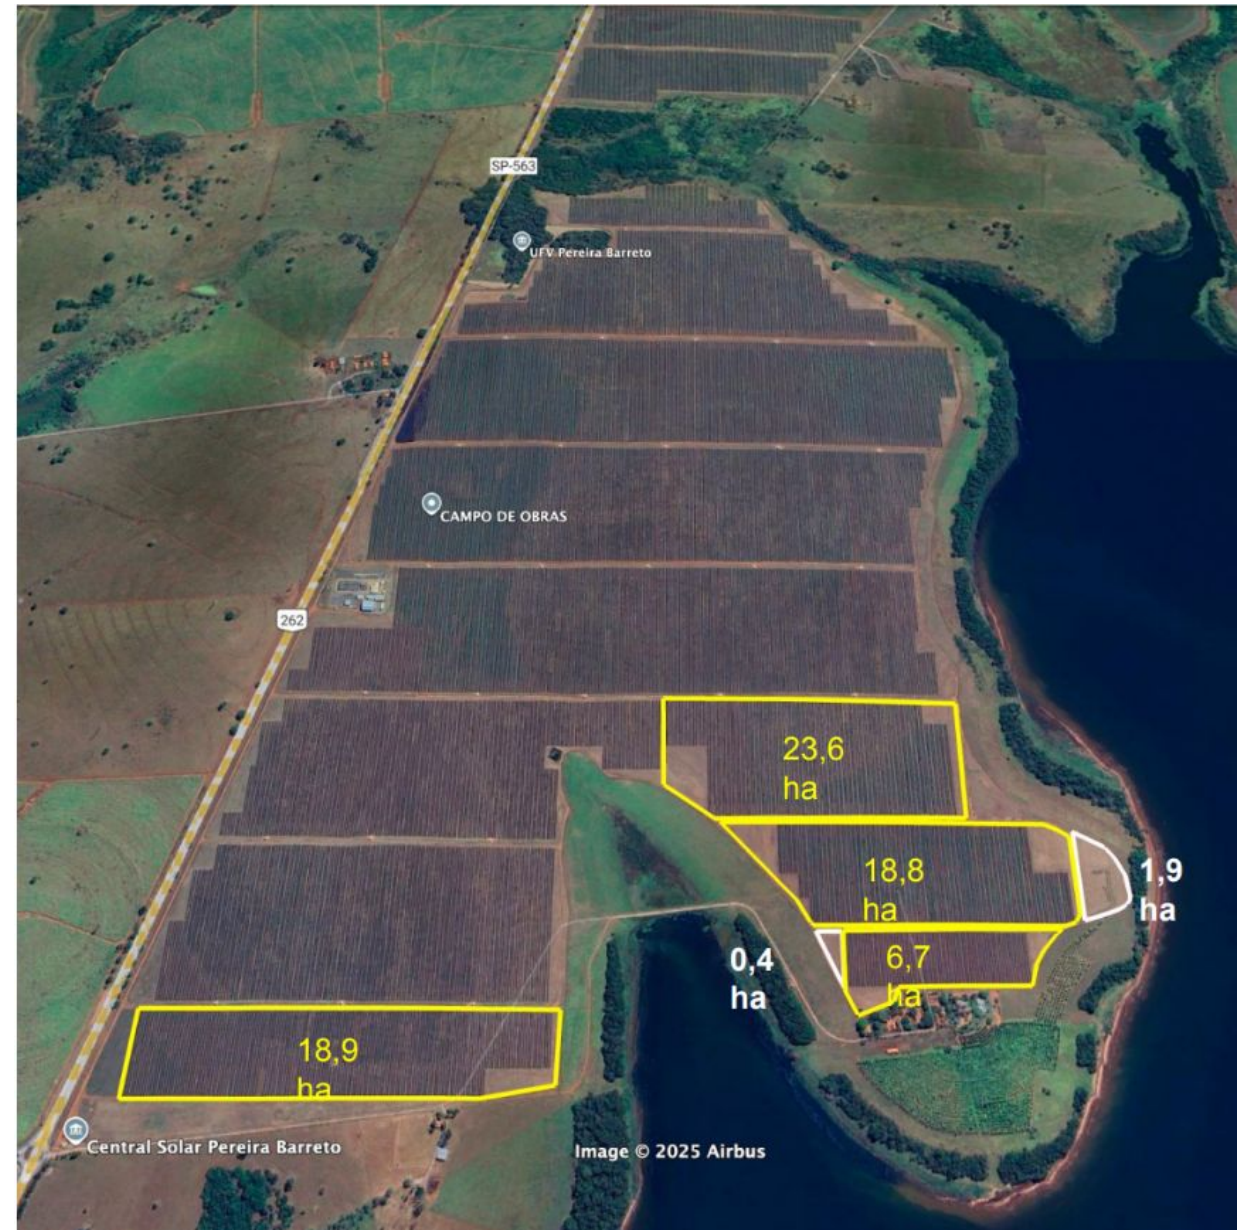 SP-563
UFV Pereira Barreto
CAMPO DE OBRAS
262
23,6
ha
18,8
ha
1,9
ha
0,4
ha
6,7
ha
18,9
ha
Central Solar Pereira Barreto
Image © 2025 Airbus